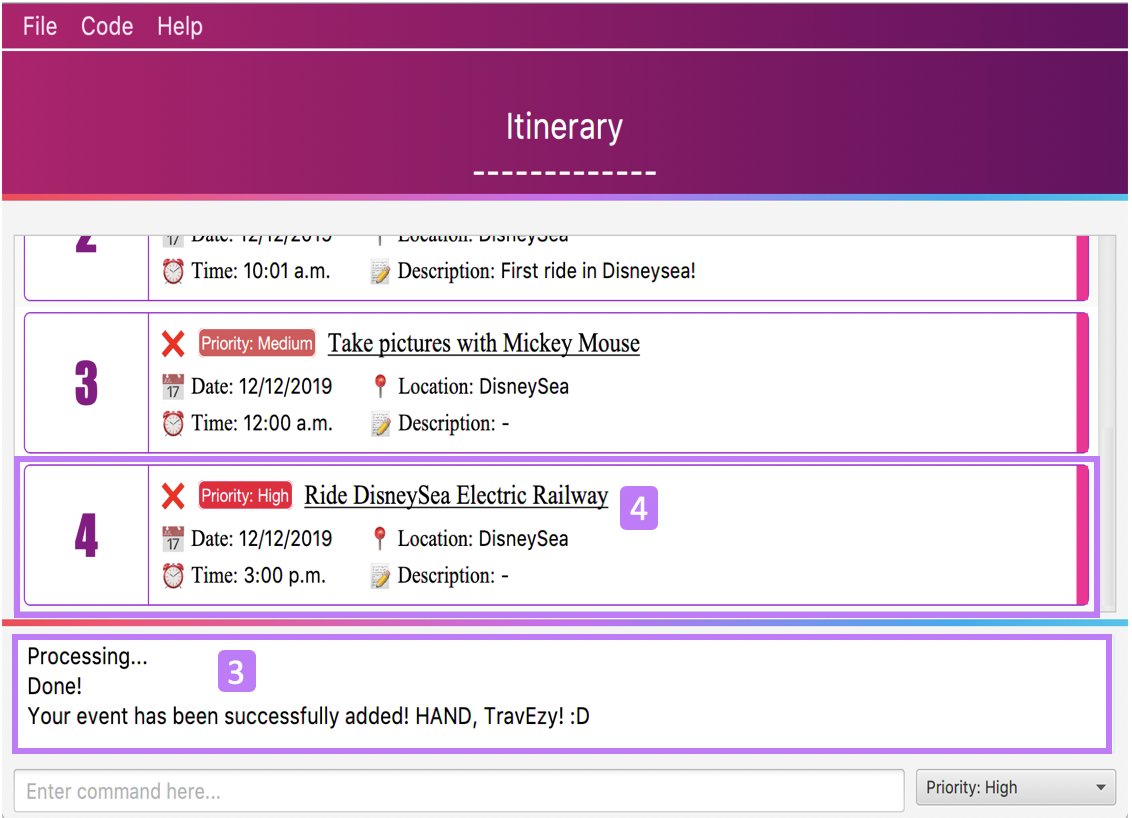 File Code Help
Itinerary
-------------
2
Date: 12/12/2019 Location: DisneySea
Time: 10:01 a.m. Description: First ride in Disneysea!
3
Priority: Medium Take pictures with Mickey Mouse
Date: 12/12/2019 Location: DisneySea
Time: 12:00 a.m. Description: -
4
Priority: High Ride DisneySea Electric Railway 4
Date: 12/12/2019 Location: DisneySea
Time: 3:00 p.m. Description: -
Processing... 3
Done!
Your event has been successfully added! HAND, TravEzy! :D
Enter command here... Priority: High